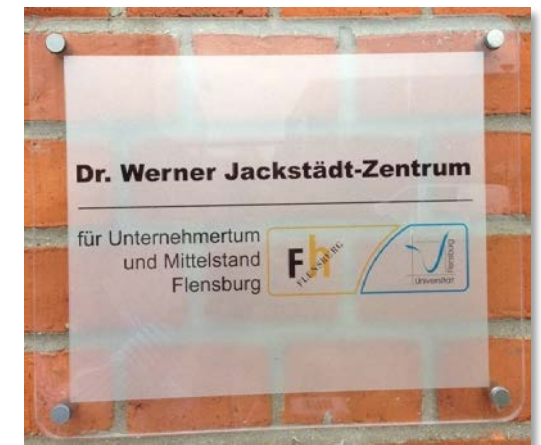 Dr. Werner Jackstädt-Zentrum
für Unternehmertum
und Mittelstand
Flensburg
Fh
FLENSBURG
Flensburg
Universität